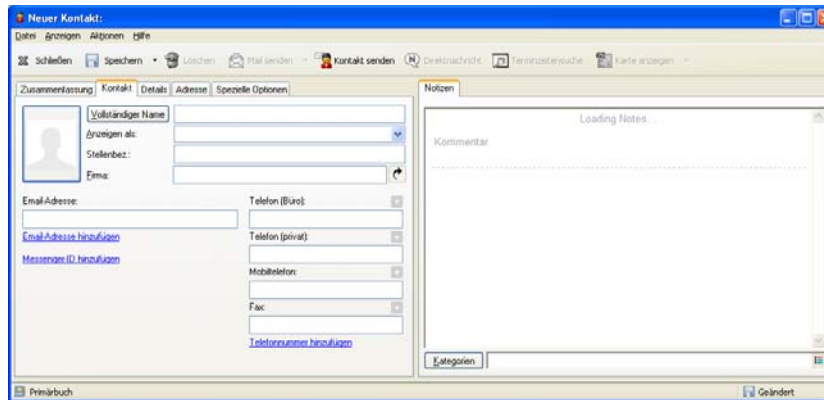 Neuer Kontakt:
Datei Anzeigen Aktionen Hilfe
Schließen Speichern Löschen Mail senden Kontakt senden Direktnachricht Terminzeitensuche Karte anzeigen
Zusammenfassung Kontakt Details Adresse Spezielle Optionen Notizen
Vollständiger Name
Anzeigen als:
Stellenbez.:
Firma:
Loading Notes...
Kommentar
Email-Adresse: Telefon (Büro):
Email-Adresse hinzufügen Telefon (privat):
Messenger-ID hinzufügen
Mobiltelefon:
Fax:
Telefonnummer hinzufügen
Kategorien
Primärbuch Geändert